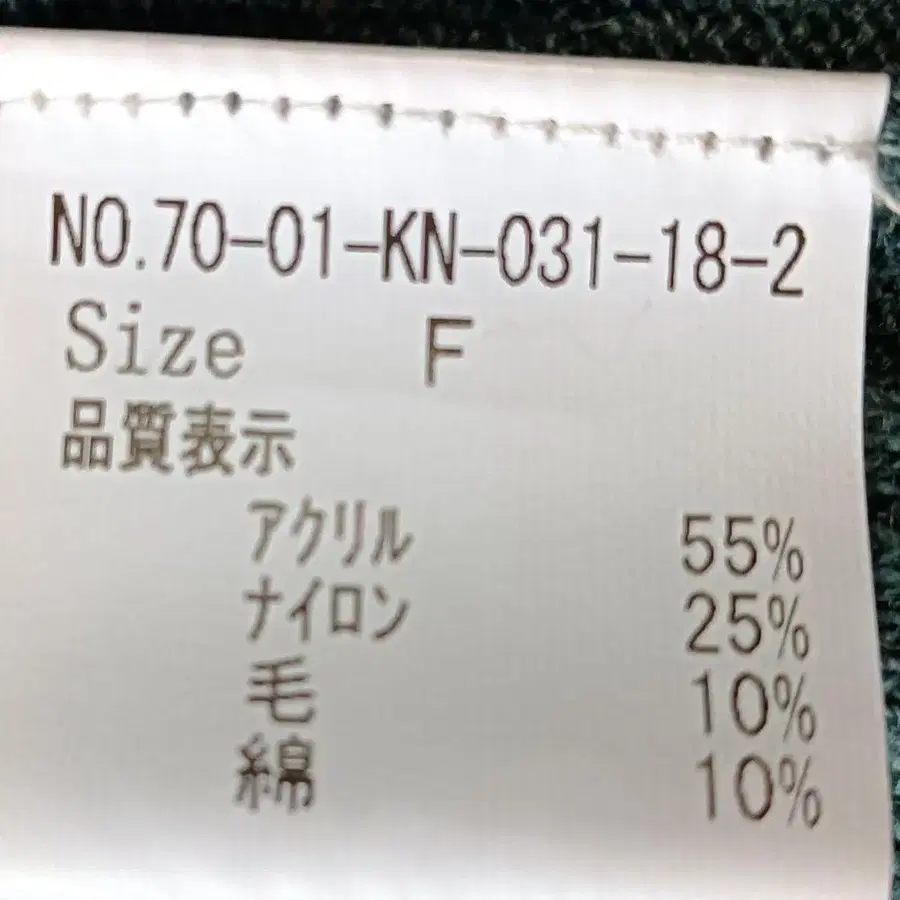 NO.70-01-KN-031-18-2
Size F
品質表示
アクリル 55%
ナイロン 25%
毛 10%
綿 10%